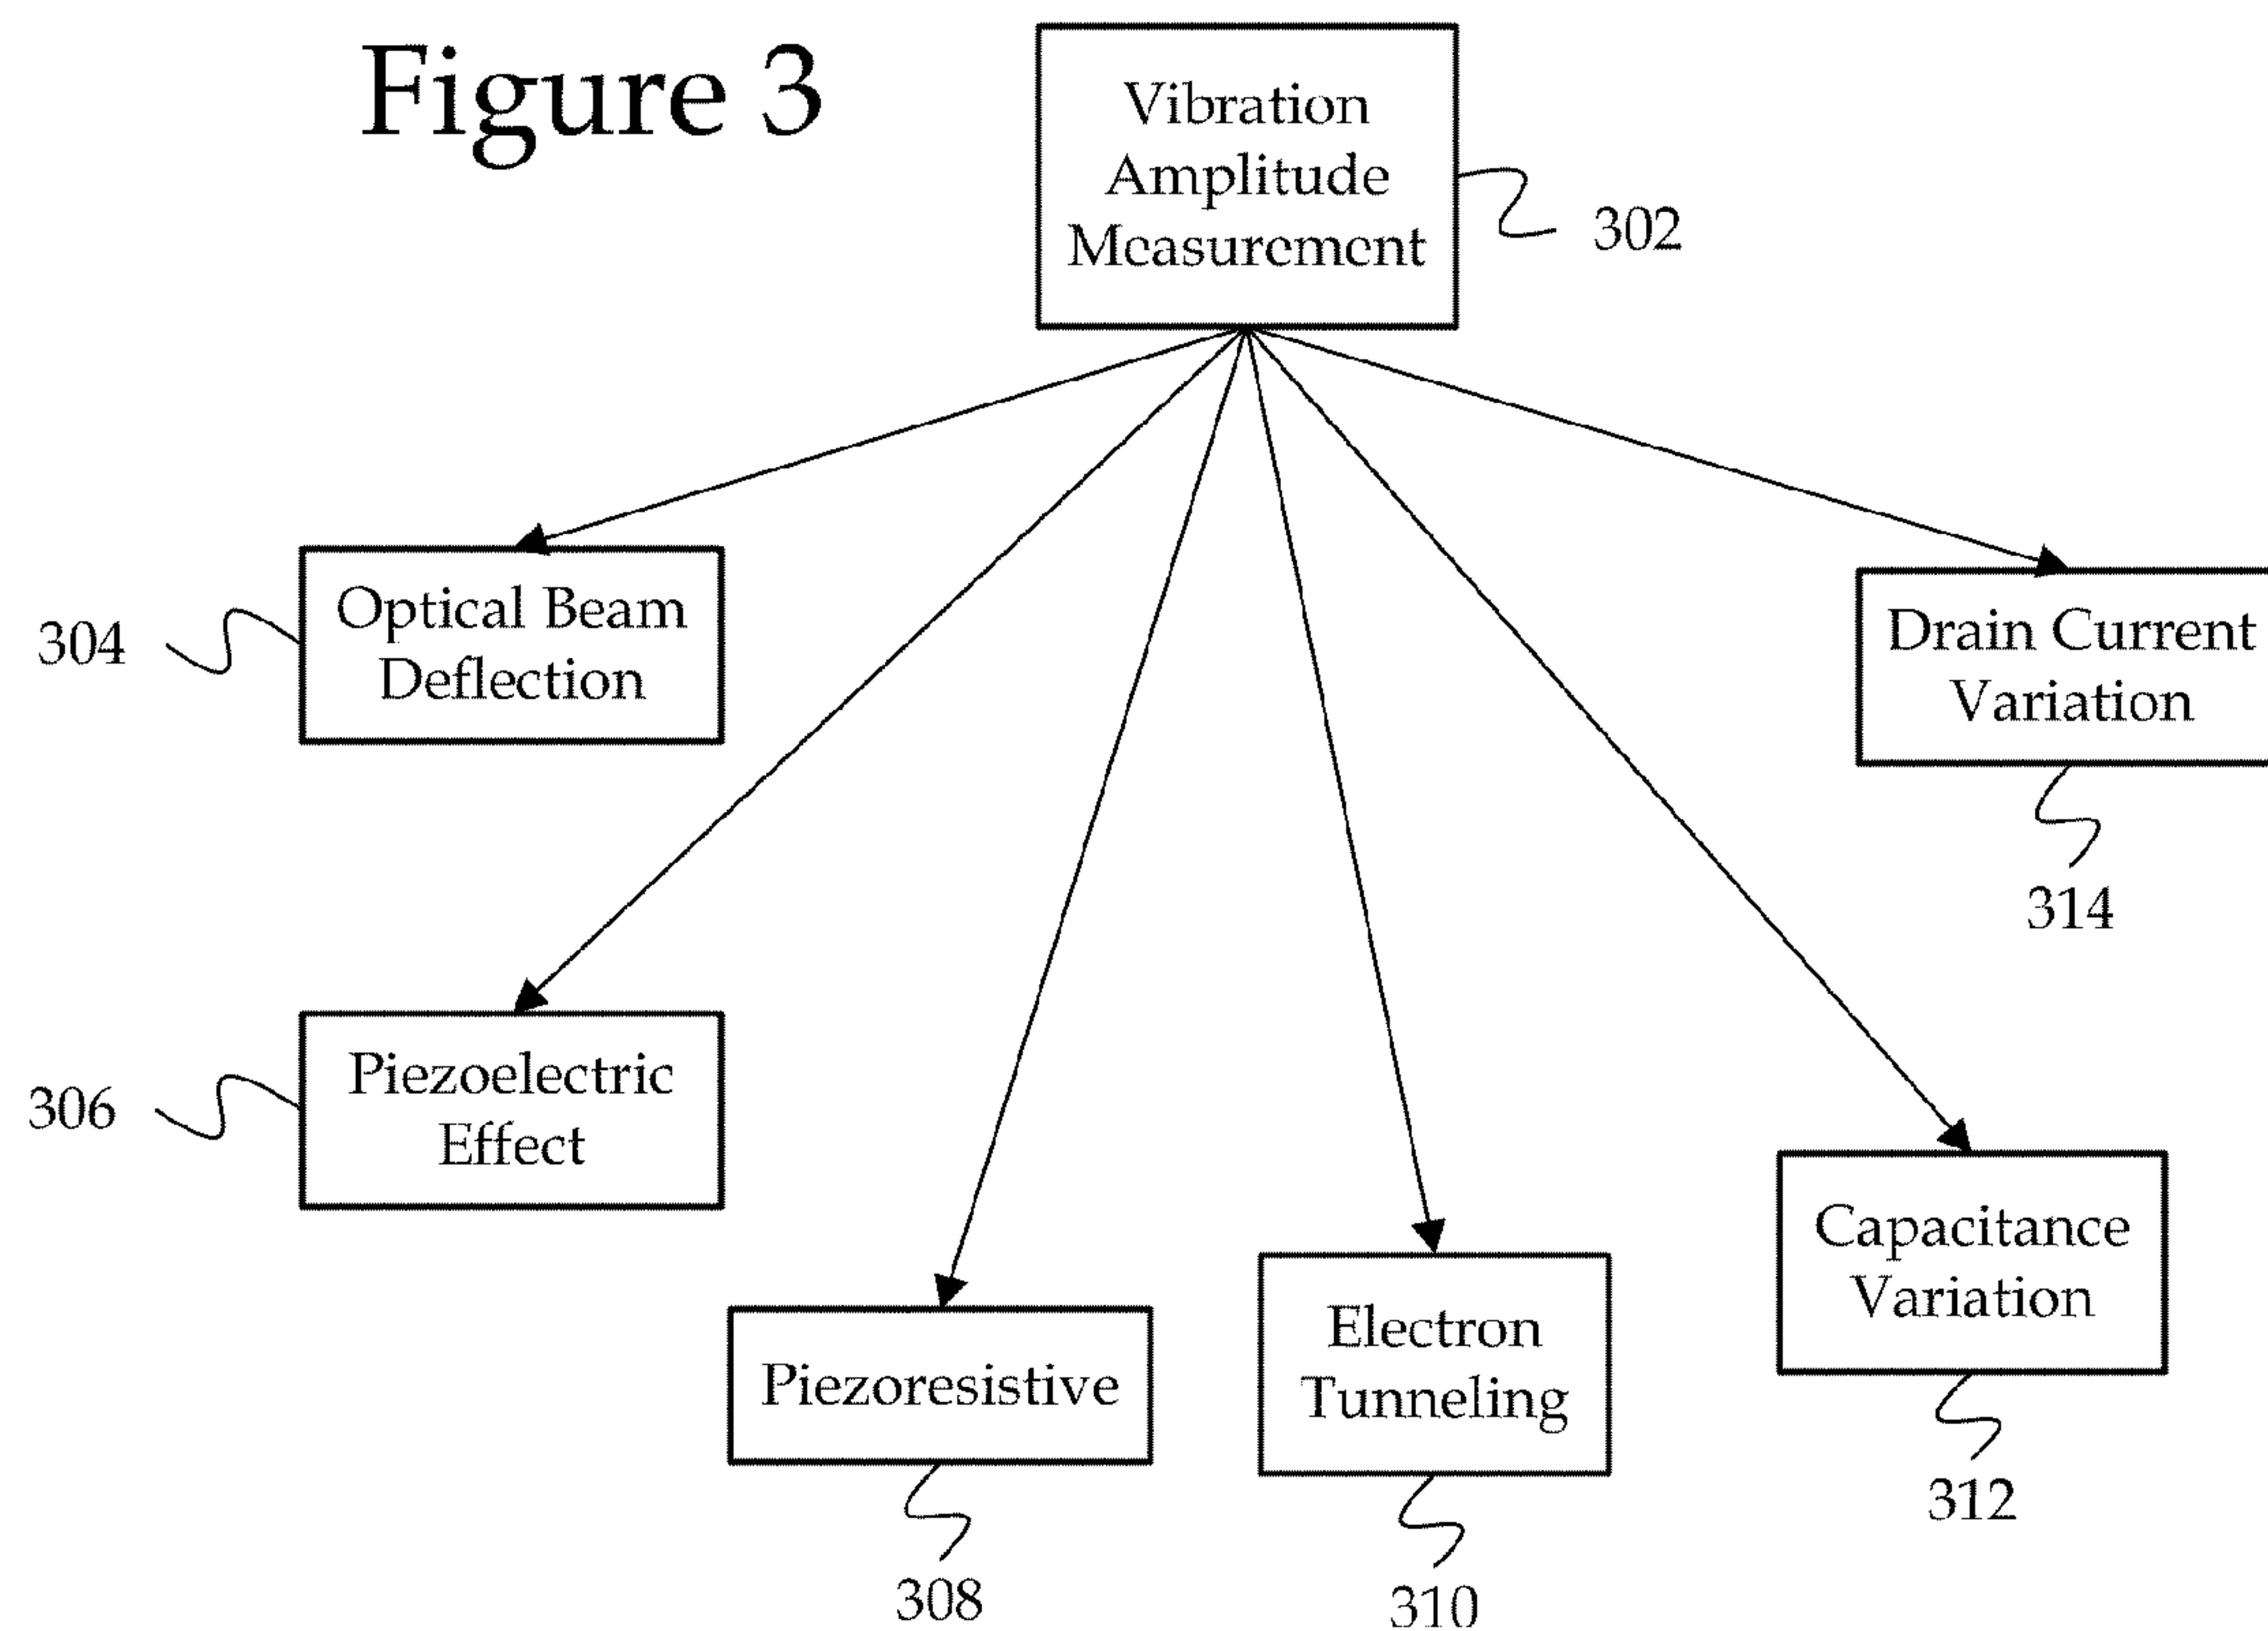 Figure 3
Vibration
Amplitude
Measurement
302
304
Optical Beam
Deflection
Drain Current
Variation
314
306
Piezoelectric
Effect
Capacitance
Variation
312
Piezoresistive
308
Electron
Tunneling
310